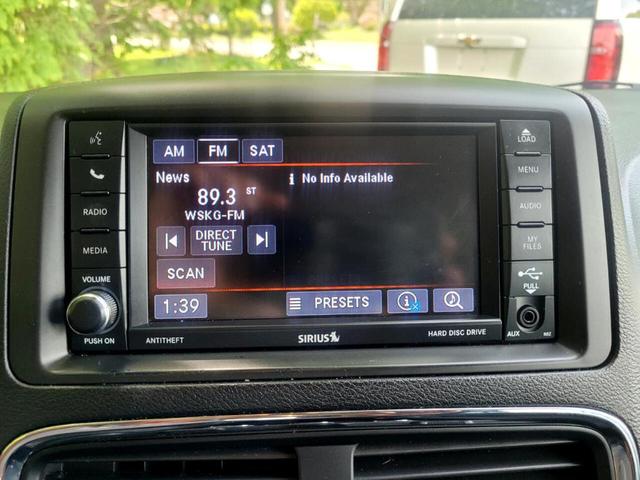 AM FM SAT
News
89.3 ST
WSKG-FM
DIRECT TUNE
SCAN
1:39
i No Info Available
PRESETS
RADIO
MEDIA
VOLUME
PUSH ON
ANTITHEFT
SIRIUS
HARD DISC DRIVE
LOAD
MENU
AUDIO
MY FILES
PULL
AUX